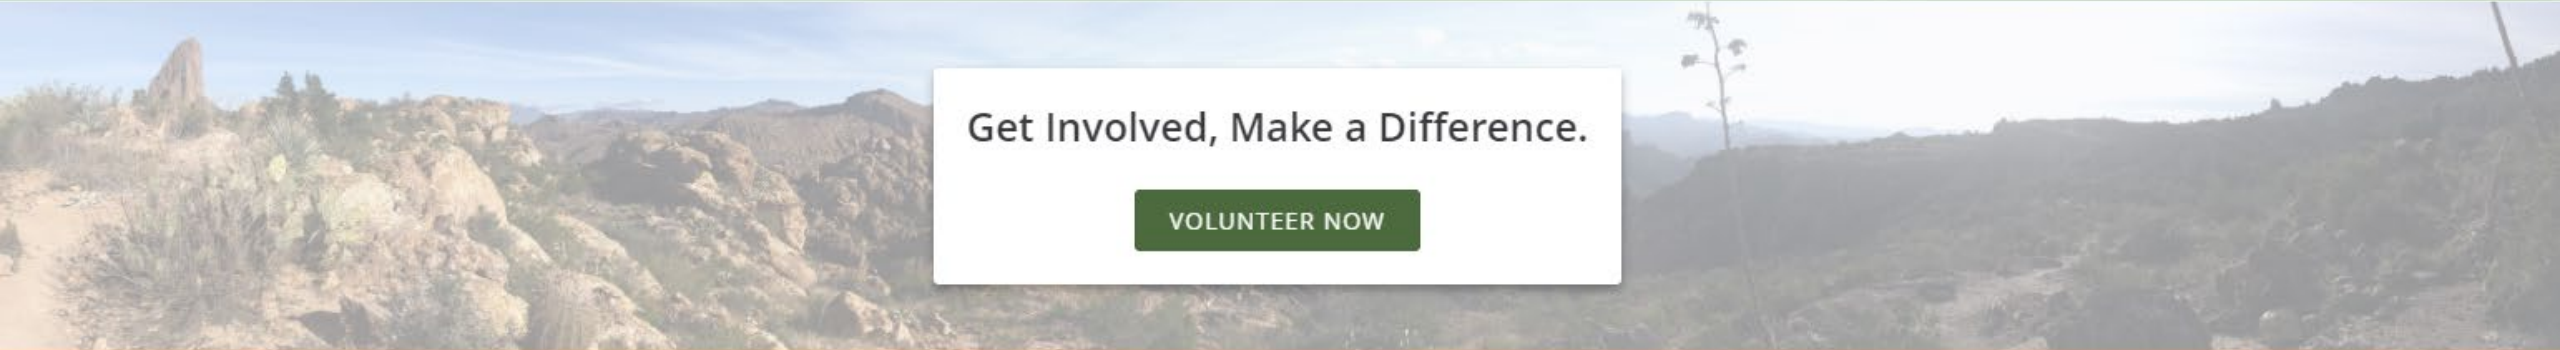 Get Involved, Make a Difference.
VOLUNTEER NOW